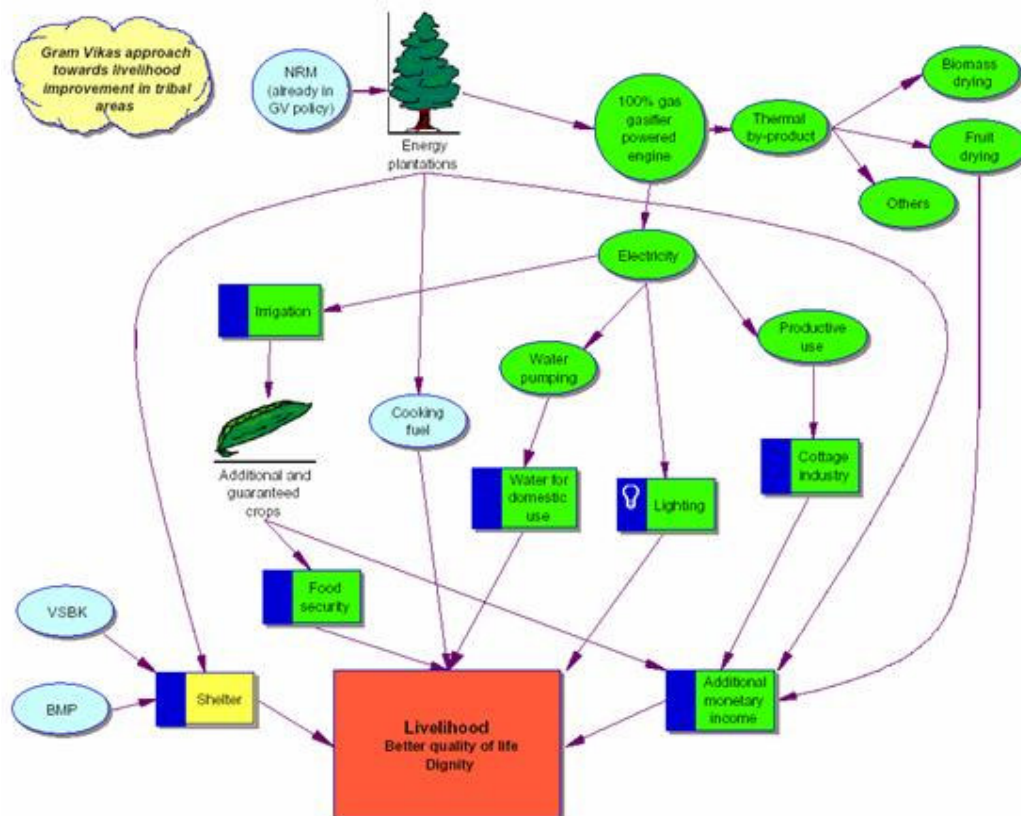 Gram Vikas approach
towards livelihood
improvement in tribal
areas
NRM
(already in
GV policy)
Energy
plantations
100% gas
gasifier
powered
engine
Thermal
by-product
Biomass
drying
Fruit
drying
Others
Electricity
Irrigation
Productive
use
Water
pumping
Cooking
fuel
Additional and
guaranteed
crops
Water for
domestic
use
Lighting
Cottage
industry
Food
security
VSBK
BMP
Shelter
Livelihood
Better quality of life
Dignity
Additional
monetary
income